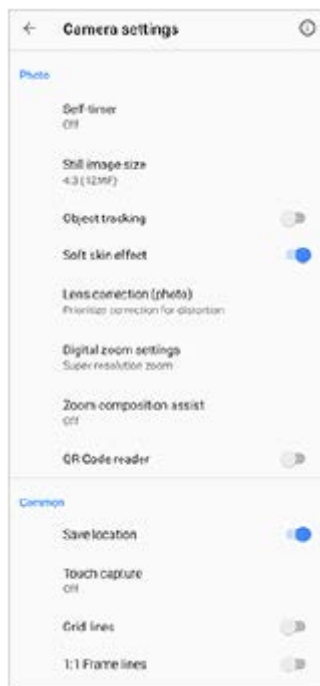 Camera settings
Photo
Self-timer
Off
Still image size
4:3 (12MP)
Object tracking
Soft skin effect
Lens correction (photo)
Prioritize correction for distortion
Digital zoom settings
Super resolution zoom
Zoom composition assist
Off
QR Code reader
Common
Save location
Touch capture
Off
Grid lines
1:1 Frame lines